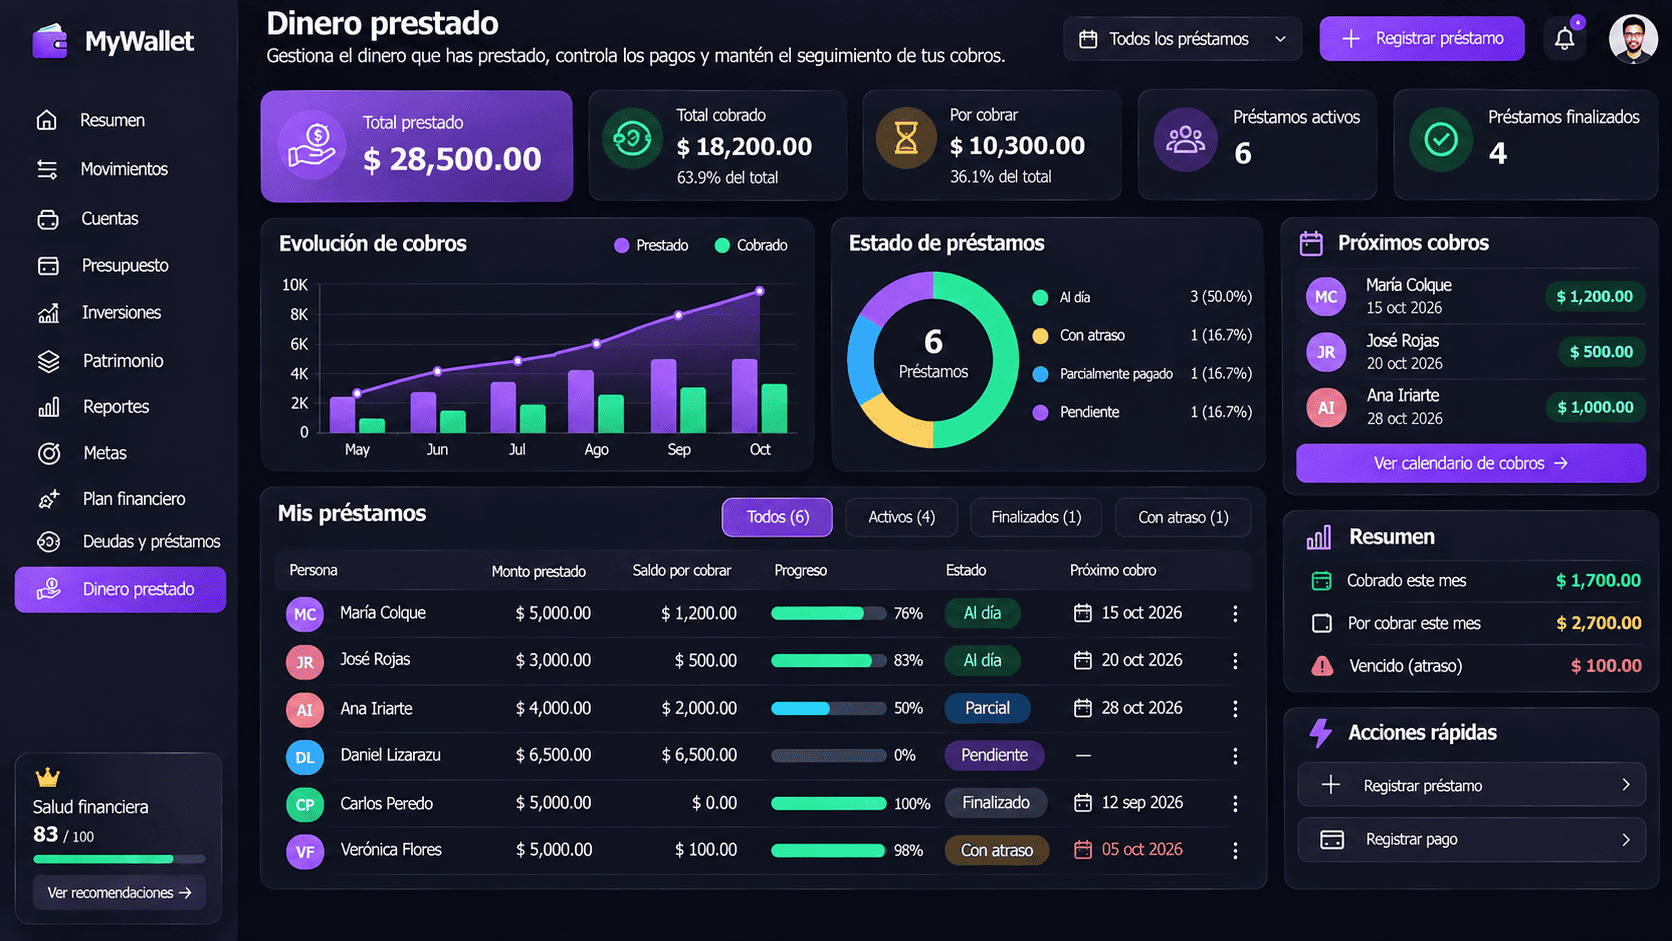 MyWallet
Resumen
Movimientos
Cuentas
Presupuesto
Inversiones
Patrimonio
Reportes
Metas
Plan financiero
Deudas y préstamos
Dinero prestado
Salud financiera
83 / 100
Ver recomendaciones →
Dinero prestado
Gestiona el dinero que has prestado, controla los pagos y mantén el seguimiento de tus cobros.
Todos los préstamos
+ Registrar préstamo
Total prestado
$ 28,500.00
Total cobrado
$ 18,200.00
63.9% del total
Por cobrar
$ 10,300.00
36.1% del total
Préstamos activos
6
Préstamos finalizados
4
Evolución de cobros
Prestado Cobrado
10K
8K
6K
4K
2K
0
May Jun Jul Ago Sep Oct
Estado de préstamos
6
Préstamos
Al día 3 (50.0%)
Con atraso 1 (16.7%)
Parcialmente pagado 1 (16.7%)
Pendiente 1 (16.7%)
Próximos cobros
MC María Colque 15 oct 2026 $ 1,200.00
JR José Rojas 20 oct 2026 $ 500.00
AI Ana Iriarte 28 oct 2026 $ 1,000.00
Ver calendario de cobros →
Mis préstamos
Todos (6) Activos (4) Finalizados (1) Con atraso (1)
Persona Monto prestado Saldo por cobrar Progreso Estado Próximo cobro
MC María Colque $ 5,000.00 $ 1,200.00 76% Al día 15 oct 2026
JR José Rojas $ 3,000.00 $ 500.00 83% Al día 20 oct 2026
AI Ana Iriarte $ 4,000.00 $ 2,000.00 50% Parcial 28 oct 2026
DL Daniel Lizarazu $ 6,500.00 $ 6,500.00 0% Pendiente —
CP Carlos Peredo $ 5,000.00 $ 0.00 100% Finalizado 12 sep 2026
VF Verónica Flores $ 5,000.00 $ 100.00 98% Con atraso 05 oct 2026
Resumen
Cobrado este mes $ 1,700.00
Por cobrar este mes $ 2,700.00
Vencido (atraso) $ 100.00
Acciones rápidas
+ Registrar préstamo
Registrar pago